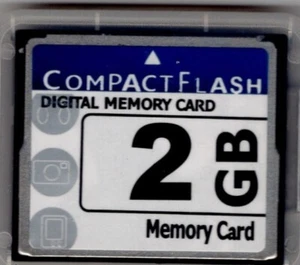 COMPACTFLASH
DIGITAL MEMORY CARD
2 GB
Memory Card